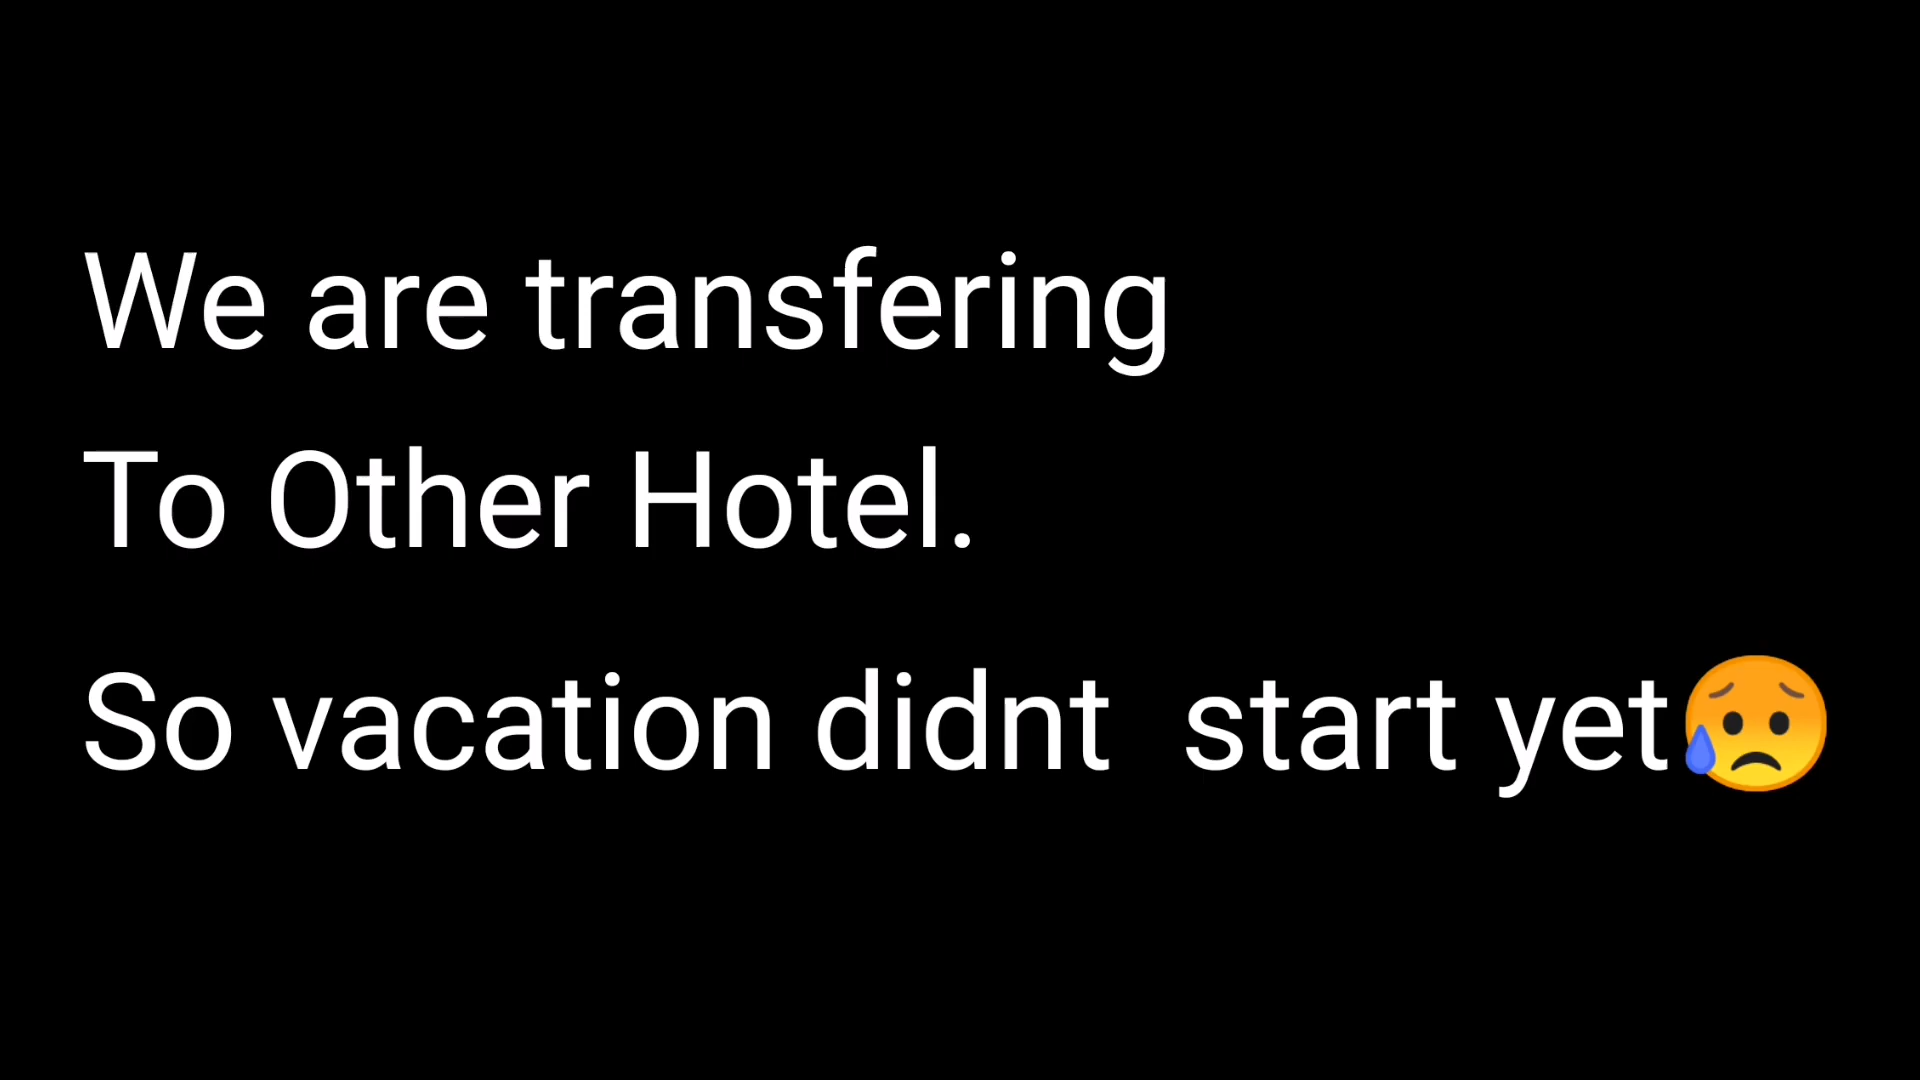 We are transfering
To Other Hotel.
So vacation didnt  start yet😥